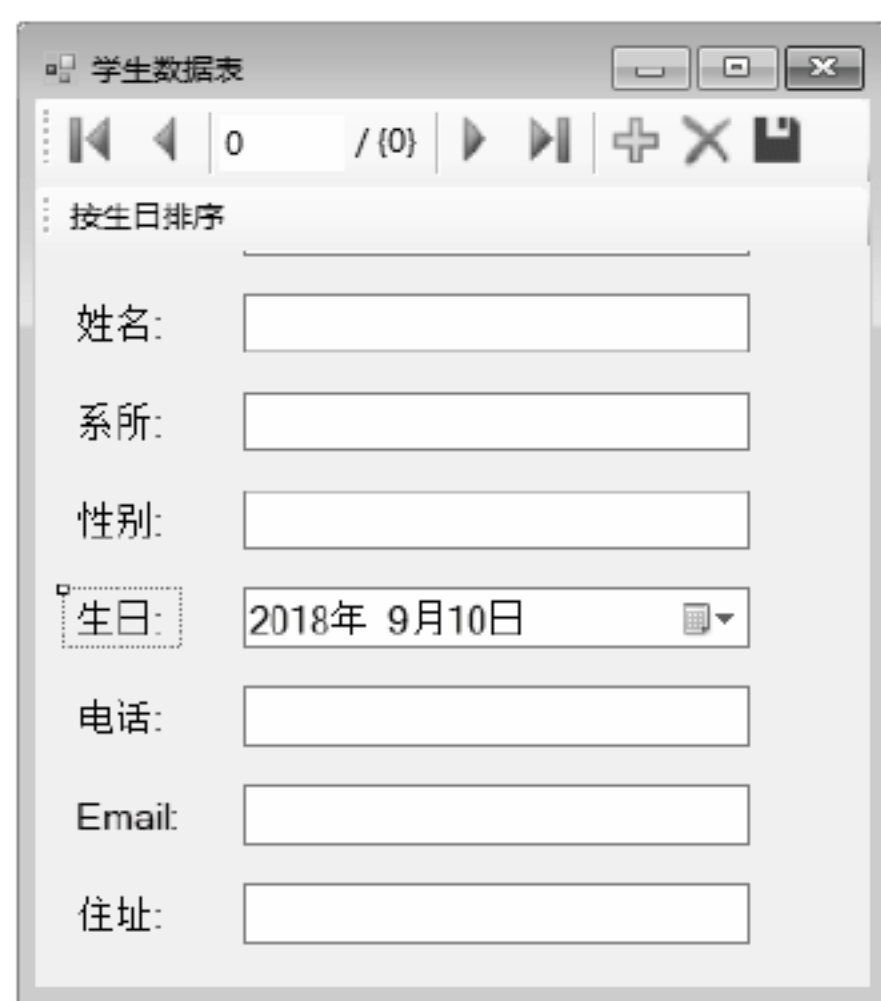 学生数据表
0 / {0}
按生日排序
姓名:
系所:
性别:
生日: 2018年 9月10日
电话:
Email:
住址: